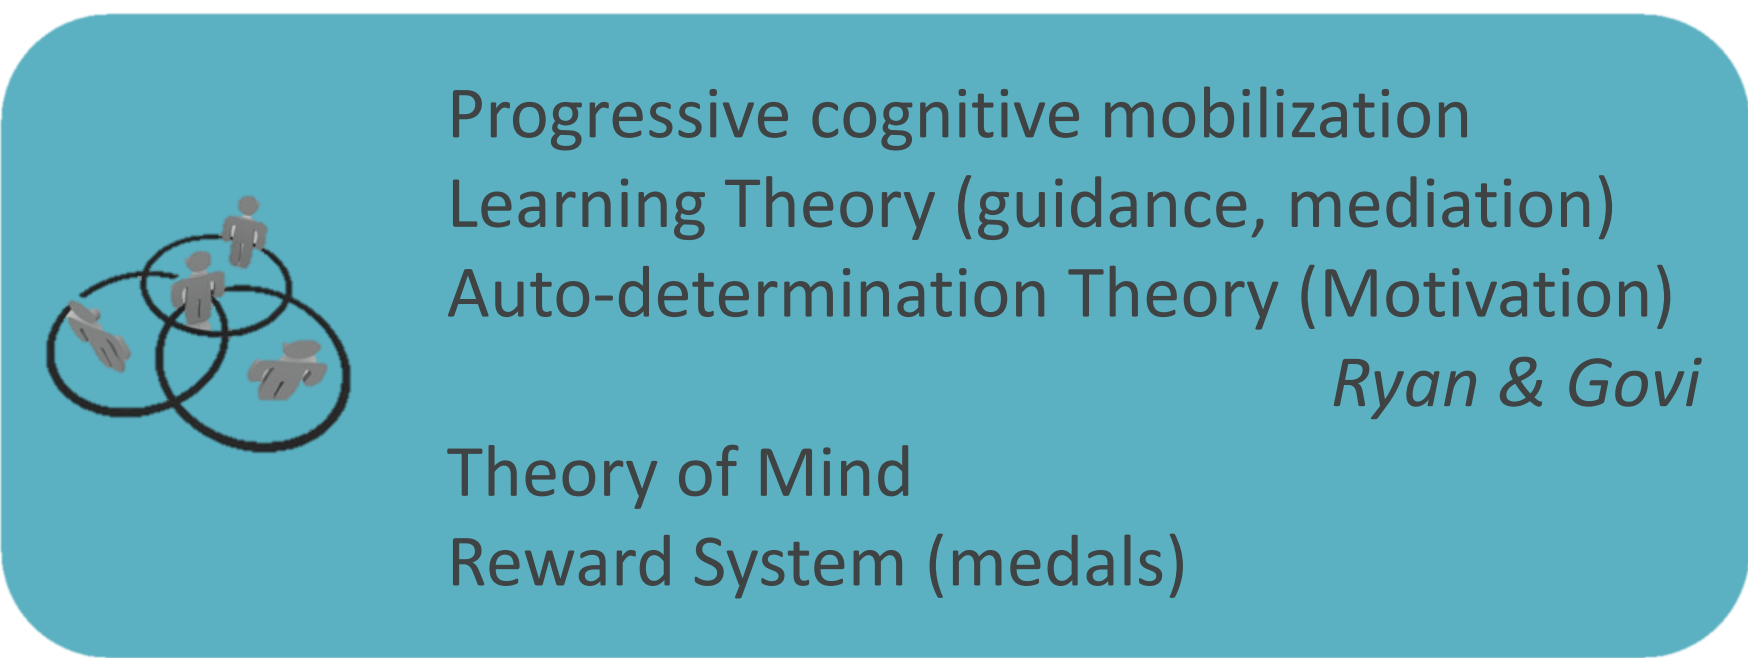 Progressive cognitive mobilization
Learning Theory (guidance, mediation)
Auto-determination Theory (Motivation)
Ryan & Govi
Theory of Mind
Reward System (medals)